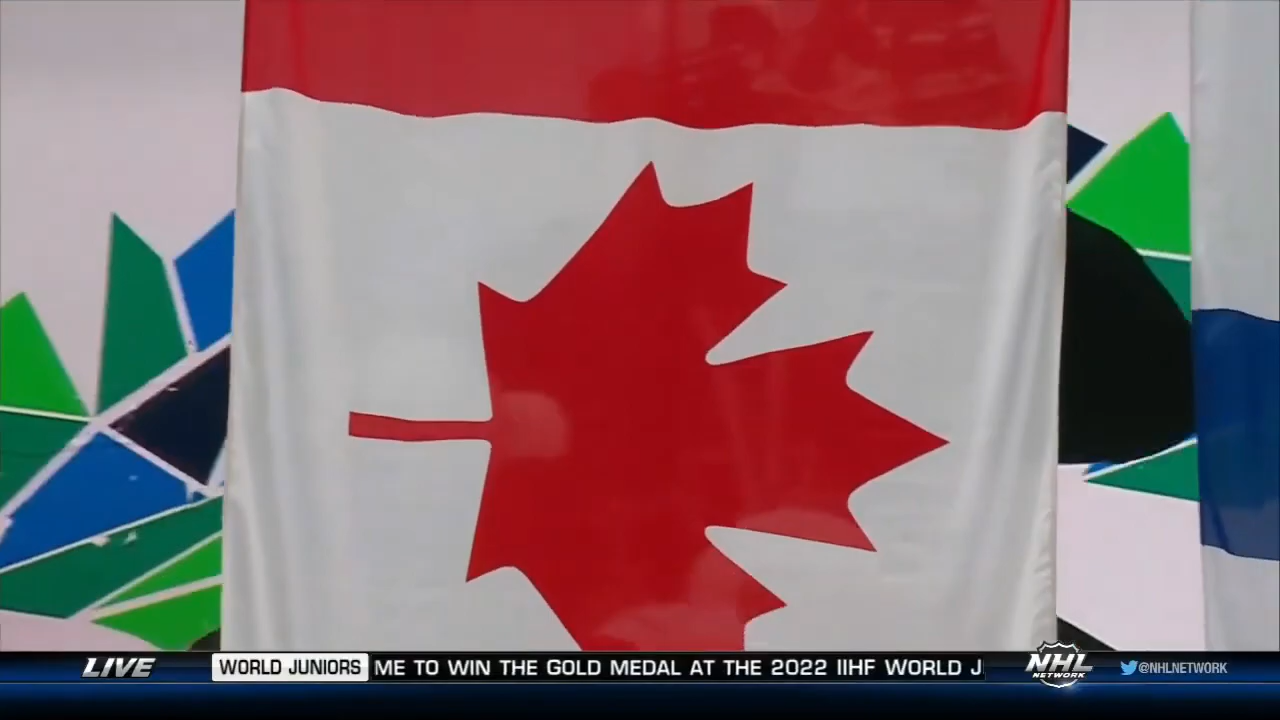 LIVE
WORLD JUNIORS
ME TO WIN THE GOLD MEDAL AT THE 2022 IIHF WORLD J
NHL
NETWORK
@NHLNETWORK